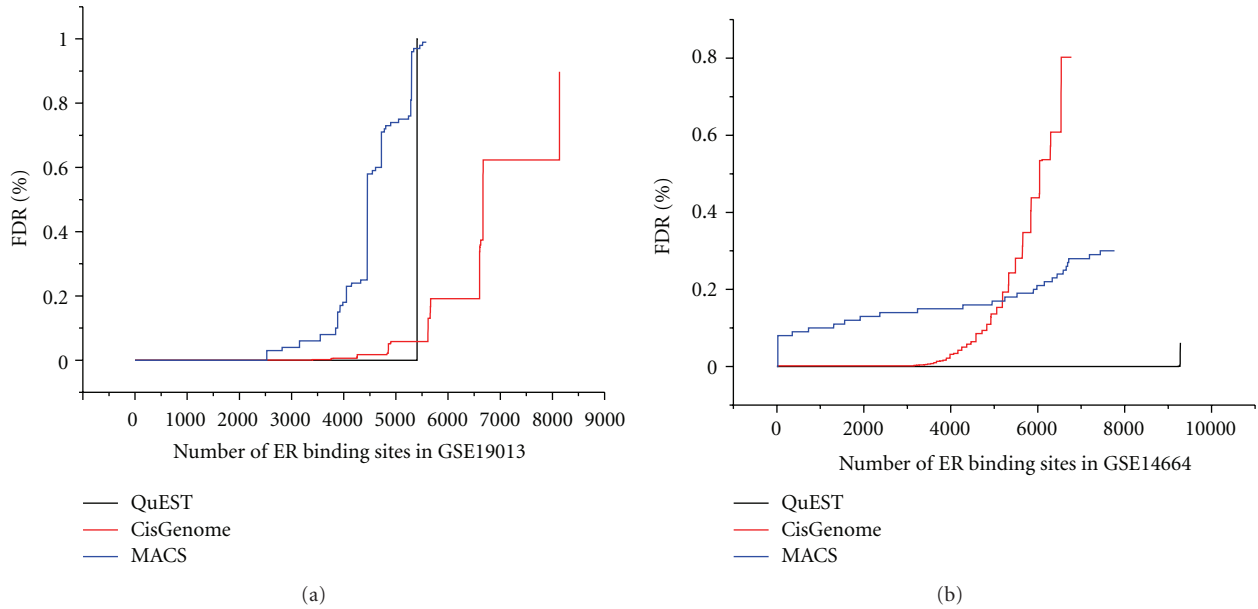 1
0.8
0.6
0.4
0.2
0
FDR (%)
0 1000 2000 3000 4000 5000 6000 7000 8000 9000
Number of ER binding sites in GSE19013
QuEST
CisGenome
MACS
(a)
0.8
0.6
0.4
0.2
0
FDR (%)
0 2000 4000 6000 8000 10000
Number of ER binding sites in GSE14664
QuEST
CisGenome
MACS
(b)